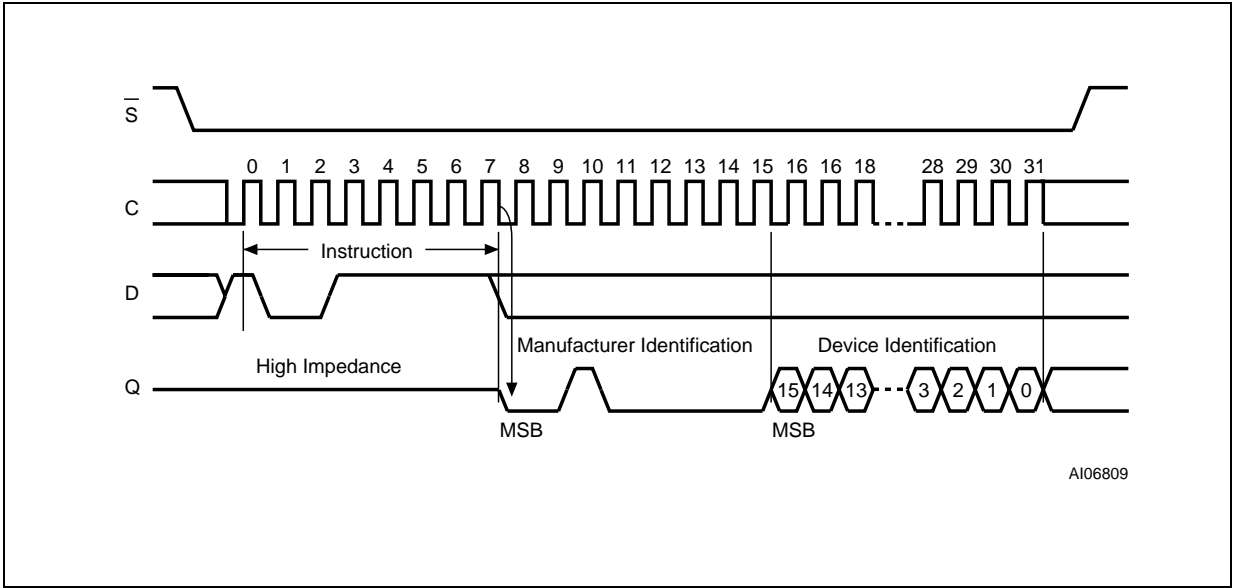 S
0 1 2 3 4 5 6 7 8 9 10 11 12 13 14 15 16 16 18 28 29 30 31
C
Instruction
D
Manufacturer Identification Device Identification
High Impedance
Q 15 14 13 3 2 1 0
MSB MSB
AI06809